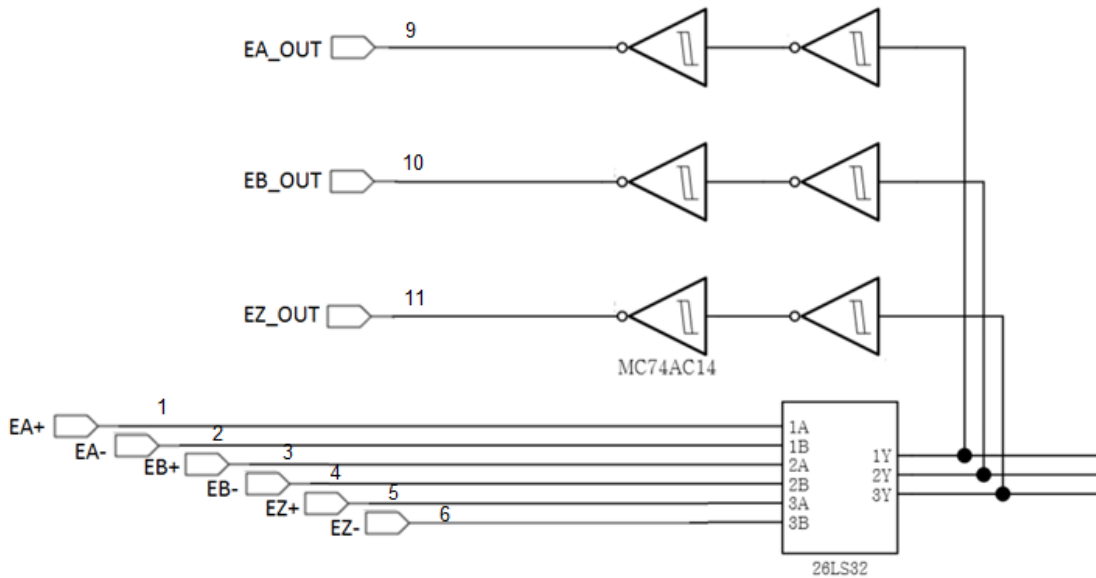 9
EA_OUT
10
EB_OUT
11
EZ_OUT
MC74AC14
EA+ 1
EA- 2
EB+ 3
EB- 4
EZ+ 5
EZ- 6
1A
1B
2A
2B
3A
3B
1Y
2Y
3Y
26LS32